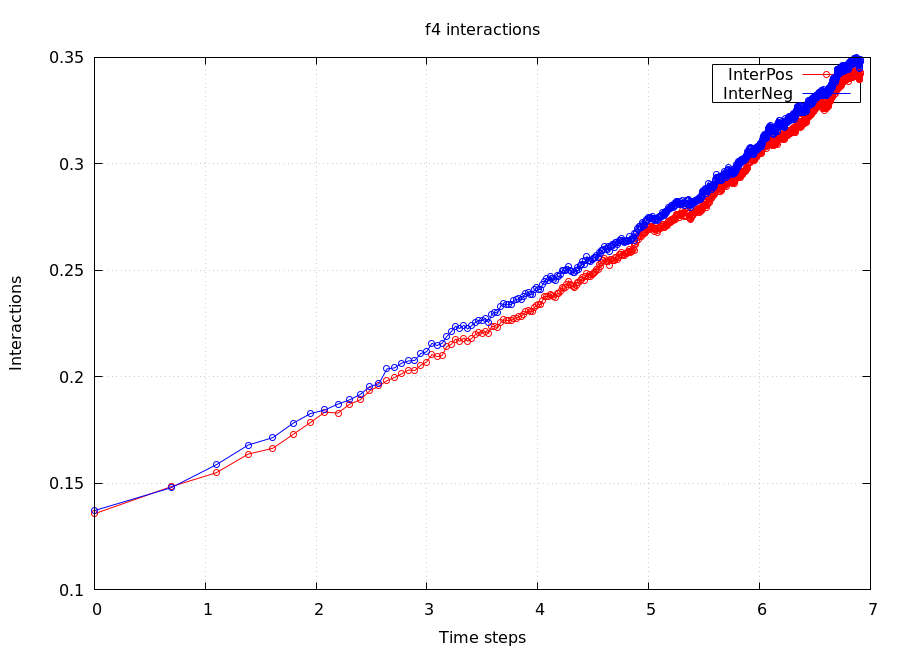 f4 interactions
0.35
0.3
0.25
0.2
0.15
0.1
Interactions
InterPos
InterNeg
0 1 2 3 4 5 6 7
Time steps